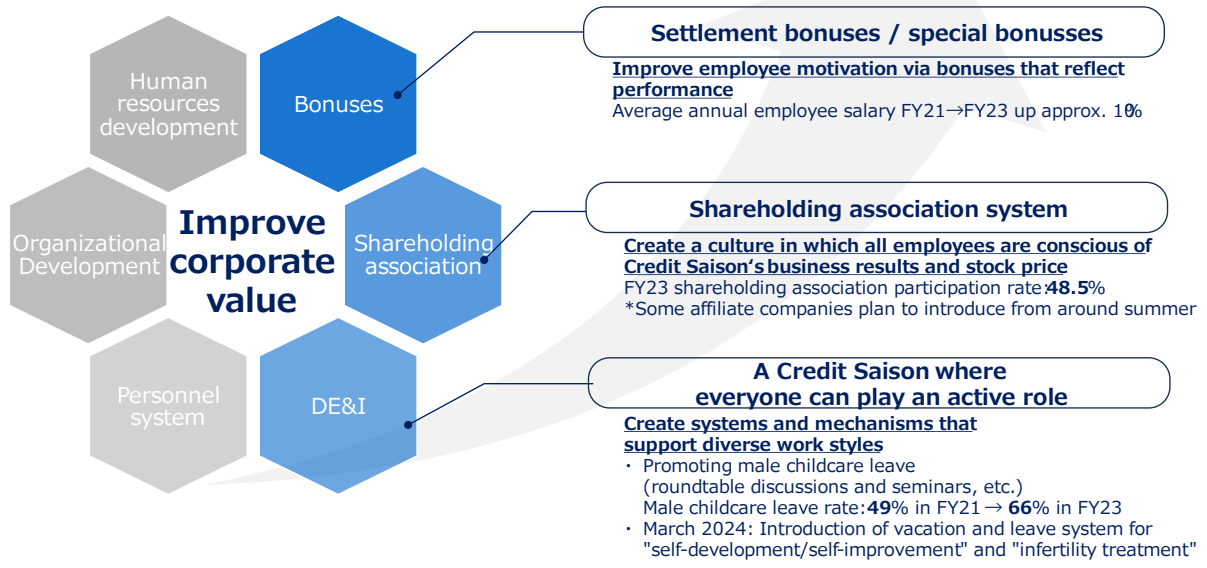 Human
resources
development
Bonuses
Organizational
Development
Improve
corporate
value
Shareholding
association
Personnel
system
DE&I
Settlement bonuses / special bonusses
Improve employee motivation via bonuses that reflect
performance
Average annual employee salary FY21→FY23 up approx. 10%
Shareholding association system
Create a culture in which all employees are conscious of
Credit Saison‘s business results and stock price
FY23 shareholding association participation rate:48.5%
*Some affiliate companies plan to introduce from around summer
A Credit Saison where
everyone can play an active role
Create systems and mechanisms that
support diverse work styles
・ Promoting male childcare leave
(roundtable discussions and seminars, etc.)
Male childcare leave rate:49% in FY21→ 66% in FY23
・ March 2024: Introduction of vacation and leave system for
"self-development/self-improvement" and "infertility treatment"